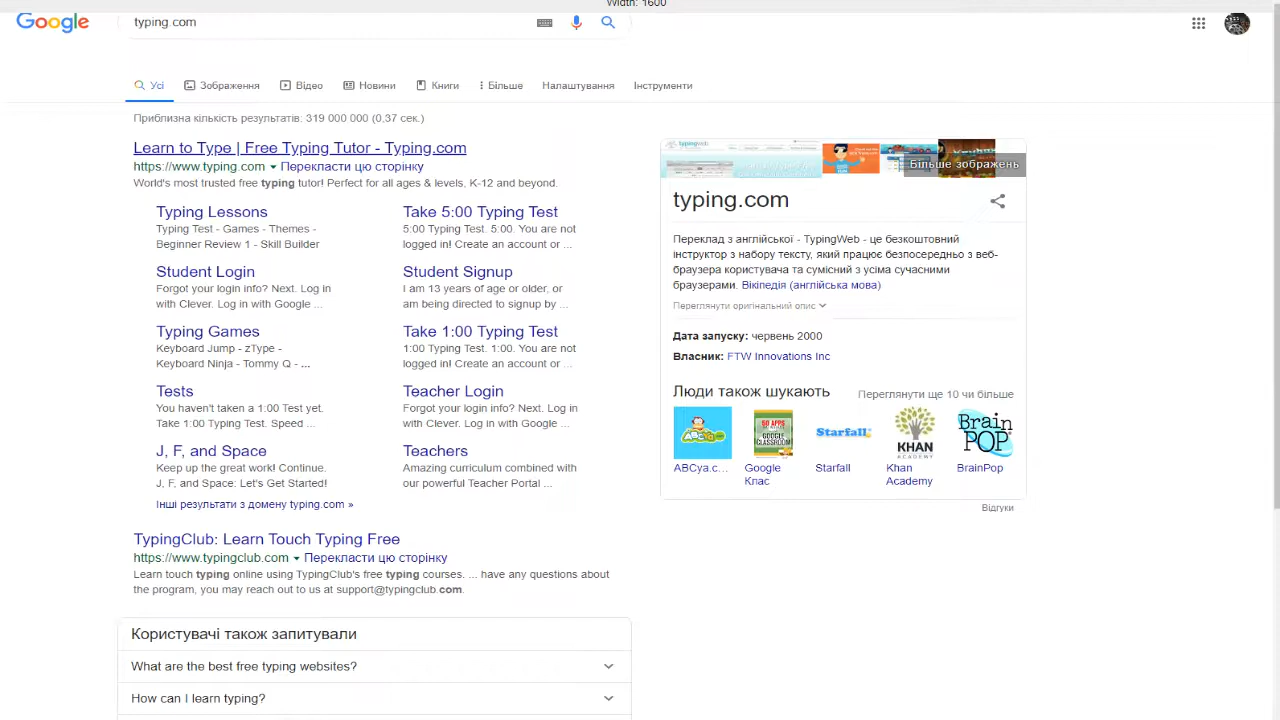 Width: 1600
Google
typing com
Усі
Зображення
Відео
Новини
Книги
Більше
Налаштування
Інструменти
Приблизна кількість результатів: 319 000 000 (0,37 сек.)
Learn to Type | Free Typing Tutor - Typing.com
https://www.typing.com Перекласти цю сторінку
World's most trusted free typing tutor! Perfect for all ages & levels, K-12 and beyond.
Typing Lessons
Typing Test - Games - Themes -
Beginner Review 1 - Skill Builder
Take 5:00 Typing Test
5:00 Typing Test. 5:00. You are not
logged in! Create an account or ...
Student Login
Forgot your login info? Next. Log in
with Clever. Log in with Google ...
Student Signup
I am 13 years of age or older, or
am being directed to signup by ...
Typing Games
Keyboard Jump - zType -
Keyboard Ninja - Tommy Q - ...
Take 1:00 Typing Test
1:00 Typing Test. 1:00. You are not
logged in! Create an account or ...
Tests
You haven't taken a 1:00 Test yet.
Take 1:00 Typing Test. Speed ...
Teacher Login
Forgot your login info? Next. Log in
with Clever. Log in with Google ...
J, F, and Space
Keep up the great work! Continue.
J, F, and Space: Let's Get Started!
Teachers
Amazing curriculum combined with
our powerful Teacher Portal ...
Інші результати з домену typing.com »
TypingClub: Learn Touch Typing Free
https://www.typingclub.com Перекласти цю сторінку
Learn touch typing online using TypingClub's free typing courses. ... have any questions about
the program, you may reach out to us at support@typingclub.com.
Користувачі також запитували
What are the best free typing websites?
How can I learn typing?
typingweb
Більше зображень
typing.com
Переклад з англійської - TypingWeb - це безкоштовний
інструктор з набору тексту, який працює безпосередньо з веб-
браузера користувача та сумісний з усіма сучасними
браузерами. Вікіпедія (англійська мова)
Переглянути оригінальний опис
Дата запуску: червень 2000
Власник: FTW Innovations Inc
Люди також шукають
Переглянути ще 10 чи більше
ABCya
50 APPS
GOOGLE
CLASSROOM
Starfall
KHAN
ACADEMY
Brain
POP
ABCya.c...
Google
Клас
Starfall
Khan
Academy
BrainPop
Відгуки